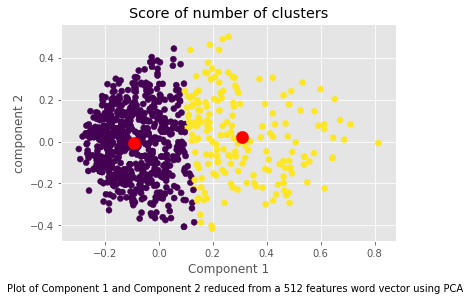 Score of number of clusters
component 2
0.4
0.2
0.0
−0.2
−0.4
−0.2 0.0 0.2 0.4 0.6 0.8
Component 1
Plot of Component 1 and Component 2 reduced from a 512 features word vector using PCA